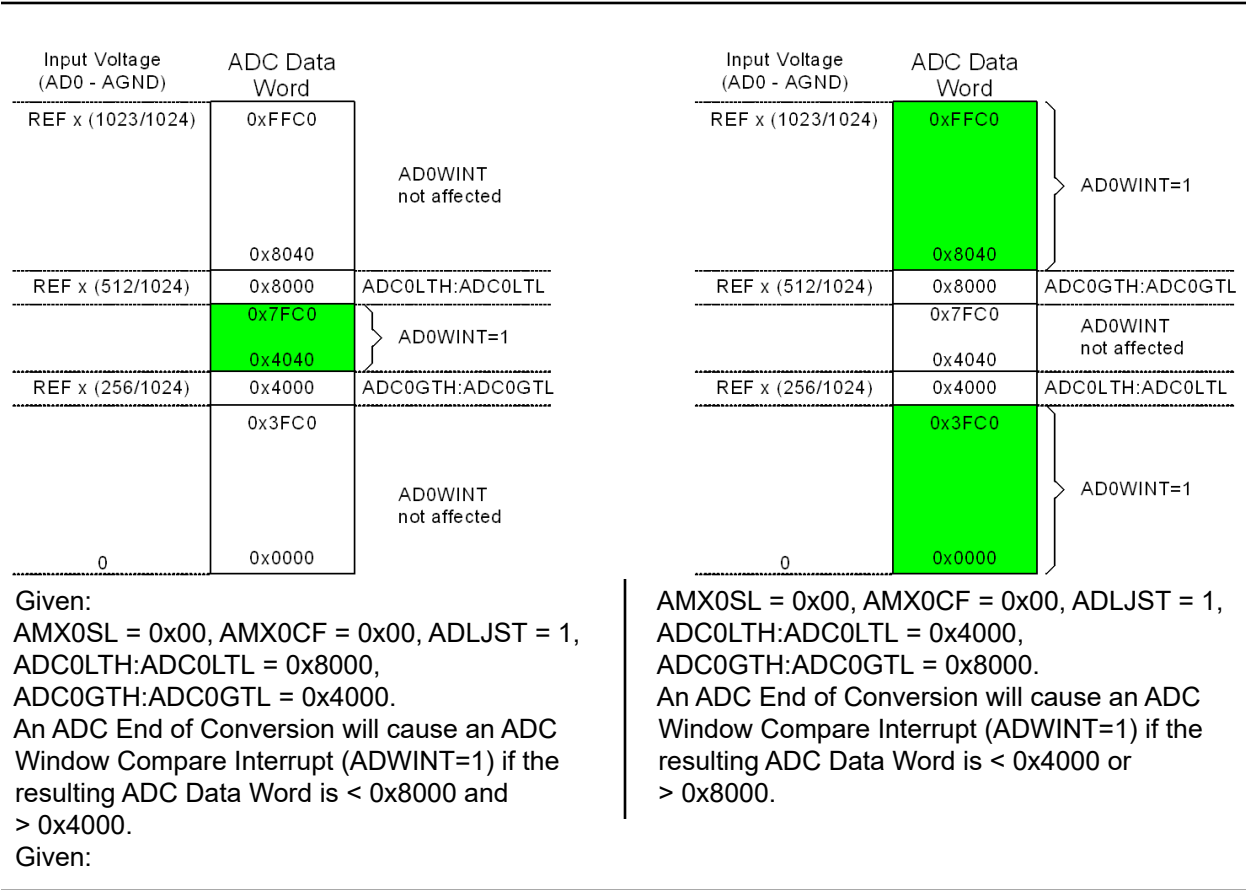 Input Voltage
(AD0 - AGND)
ADC Data
Word
REF x (1023/1024)
0xFFC0
AD0WINT
not affected
0x8040
REF x (512/1024)
0x8000
ADC0LTH:ADC0LTL
0x7FC0
AD0WINT=1
0x4040
REF x (256/1024)
0x4000
ADC0GTH:ADC0GTL
0x3FC0
AD0WINT
not affected
0
0x0000
Given:
AMX0SL = 0x00, AMX0CF = 0x00, ADLJST = 1,
ADC0LTH:ADC0LTL = 0x8000,
ADC0GTH:ADC0GTL = 0x4000.
An ADC End of Conversion will cause an ADC
Window Compare Interrupt (ADWINT=1) if the
resulting ADC Data Word is < 0x8000 and
> 0x4000.
Given:
Input Voltage
(AD0 - AGND)
ADC Data
Word
REF x (1023/1024)
0xFFC0
AD0WINT=1
0x8040
REF x (512/1024)
0x8000
ADC0GTH:ADC0GTL
0x7FC0
AD0WINT
not affected
0x4040
REF x (256/1024)
0x4000
ADC0LTH:ADC0LTL
0x3FC0
AD0WINT=1
0
0x0000
AMX0SL = 0x00, AMX0CF = 0x00, ADLJST = 1,
ADC0LTH:ADC0LTL = 0x4000,
ADC0GTH:ADC0GTL = 0x8000.
An ADC End of Conversion will cause an ADC
Window Compare Interrupt (ADWINT=1) if the
resulting ADC Data Word is < 0x4000 or
> 0x8000.